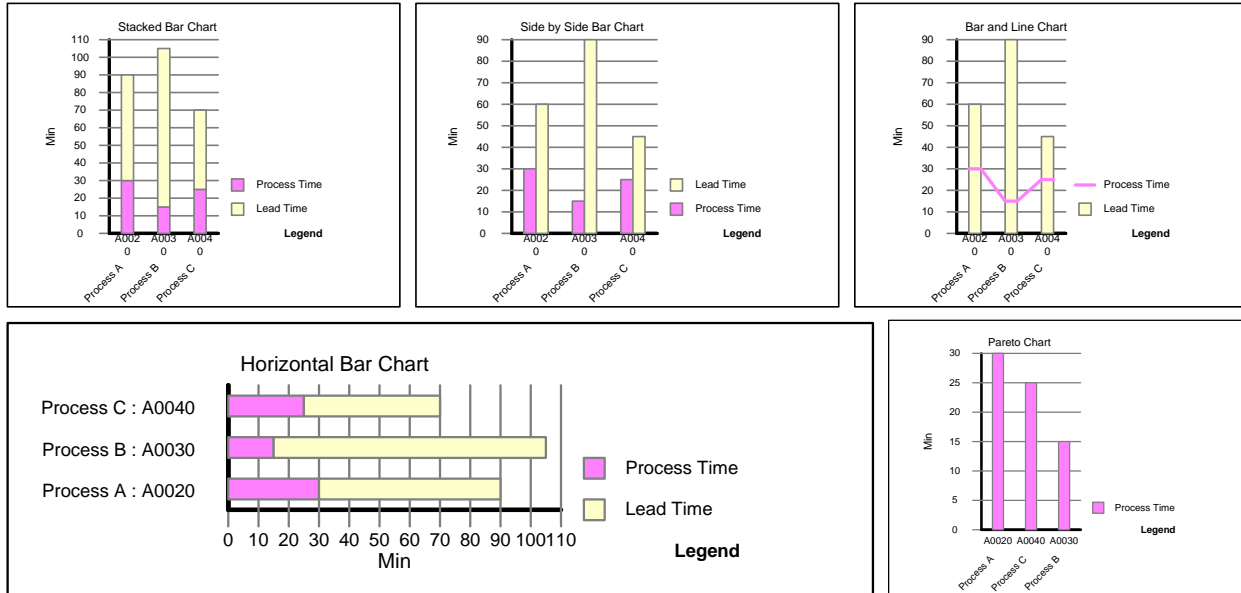 Stacked Bar Chart
110
100
90
80
70
60
50
40
30
20
10
0
Min
A002
0
A003
0
A004
0
Process A
Process B
Process C
Process Time
Lead Time
Legend
Side by Side Bar Chart
90
80
70
60
50
40
30
20
10
0
Min
A002
0
A003
0
A004
0
Process A
Process B
Process C
Lead Time
Process Time
Legend
Bar and Line Chart
90
80
70
60
50
40
30
20
10
0
Min
A002
0
A003
0
A004
0
Process A
Process B
Process C
Process Time
Lead Time
Legend
Horizontal Bar Chart
Process C : A0040
Process B : A0030
Process A : A0020
0 10 20 30 40 50 60 70 80 90 100 110
Min
Process Time
Lead Time
Legend
Pareto Chart
30
25
20
15
10
5
0
Min
A0020 A0040 A0030
Process A
Process C
Process B
Process Time
Legend